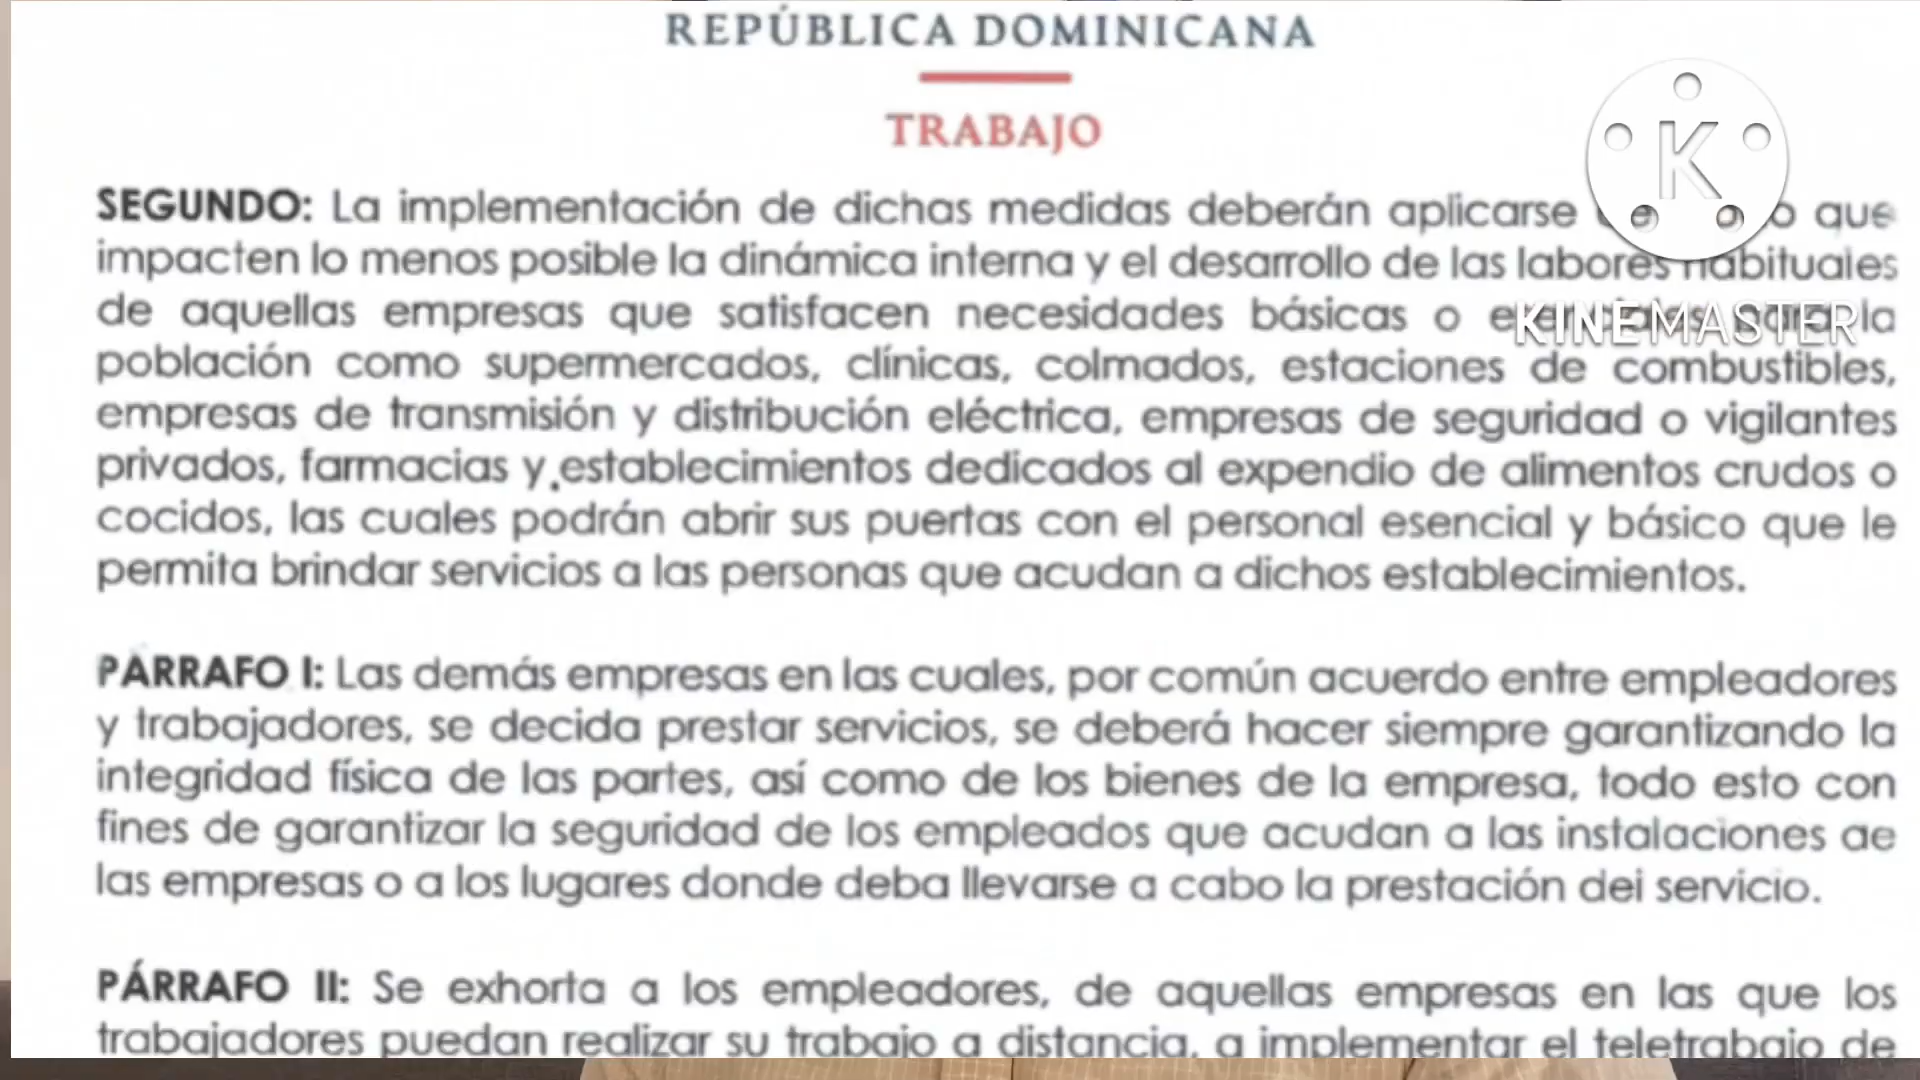 REPÚBLICA DOMINICANA
TRABAJO
K
KINEMASTER
SEGUNDO: La implementación de dichas medidas deberán aplicarse que
impacten lo menos posible la dinámica interna y el desarrollo de las labores habituales
de aquellas empresas que satisfacen necesidades básicas o la
población como supermercados, clínicas, colmados, estaciones de combustibles,
empresas de transmisión y distribución eléctrica, empresas de seguridad o vigilantes
privados, farmacias y establecimientos dedicados al expendio de alimentos crudos o
cocidos, las cuales podrán abrir sus puertas con el personal esencial y básico que le
permita brindar servicios a las personas que acudan a dichos establecimientos.
PÁRRAFO I: Las demás empresas en las cuales, por común acuerdo entre empleadores
y trabajadores, se decida prestar servicios, se deberá hacer siempre garantizando la
integridad física de las partes, así como de los bienes de la empresa, todo esto con
fines de garantizar la seguridad de los empleados que acudan a las instalaciones de
las empresas o a los lugares donde deba llevarse a cabo la prestación del servicio.
PÁRRAFO II: Se exhorta a los empleadores, de aquellas empresas en las que los
trabajadores puedan realizar su trabajo a distancia, a implementar el teletrabajo de